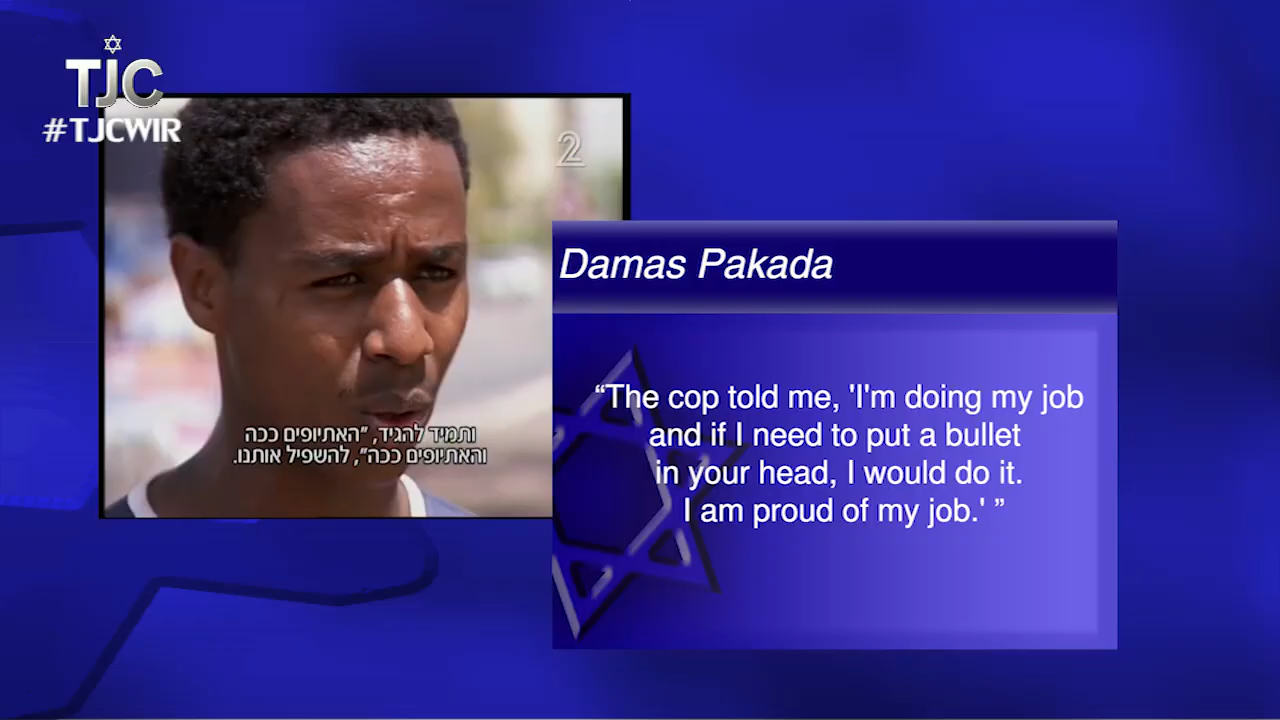 TJC
#TJCWIR
2
ותמיד להגיד, "האתיופים ככה
והאתיופים ככה", להשפיל אותנו.
Damas Pakada
“The cop told me, 'I'm doing my job
and if I need to put a bullet
in your head, I would do it.
I am proud of my job.' ”